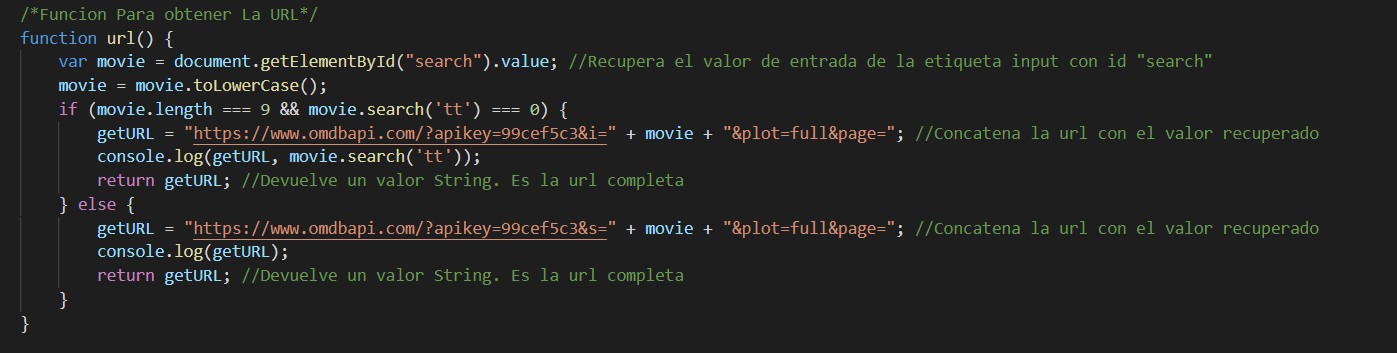 /*Funcion Para obtener La URL*/
function url() {
    var movie = document.getElementById("search").value; //Recupera el valor de entrada de la etiqueta input con id "search"
    movie = movie.toLowerCase();
    if (movie.length === 9 && movie.search('tt') === 0) {
        getURL = "https://www.omdbapi.com/?apikey=99cef5c3&i=" + movie + "&plot=full&page="; //Concatena la url con el valor recuperado
        console.log(getURL, movie.search('tt'));
        return getURL; //Devuelve un valor String. Es la url completa
    } else {
        getURL = "https://www.omdbapi.com/?apikey=99cef5c3&s=" + movie + "&plot=full&page="; //Concatena la url con el valor recuperado
        console.log(getURL);
        return getURL; //Devuelve un valor String. Es la url completa
    }
}